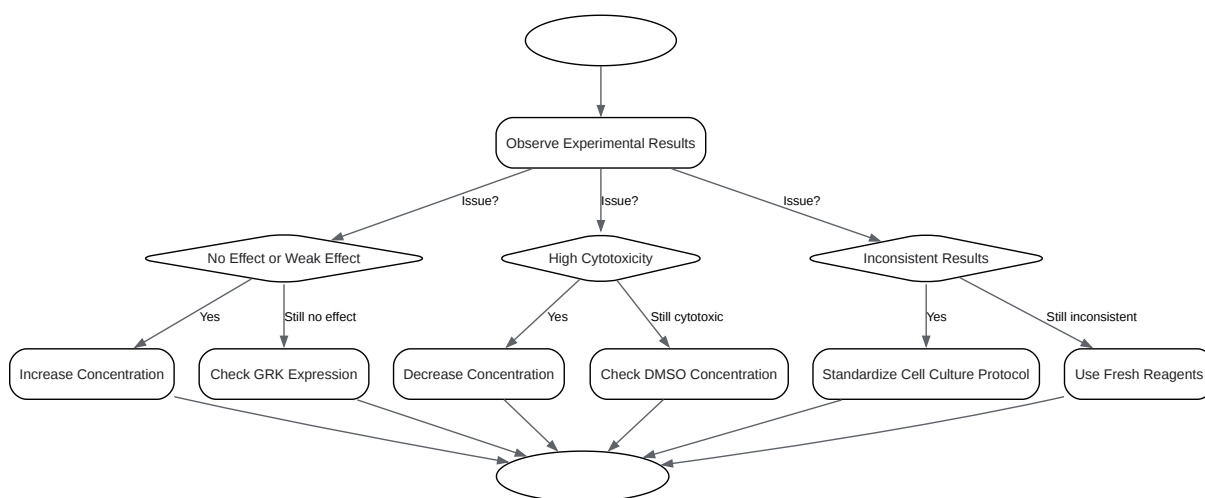 Observe Experimental Results
Issue?
Issue?
Issue?
No Effect or Weak Effect
High Cytotoxicity
Inconsistent Results
Yes
Still no effect
Yes
Still cytotoxic
Yes
Still inconsistent
Increase Concentration
Check GRK Expression
Decrease Concentration
Check DMSO Concentration
Standardize Cell Culture Protocol
Use Fresh Reagents